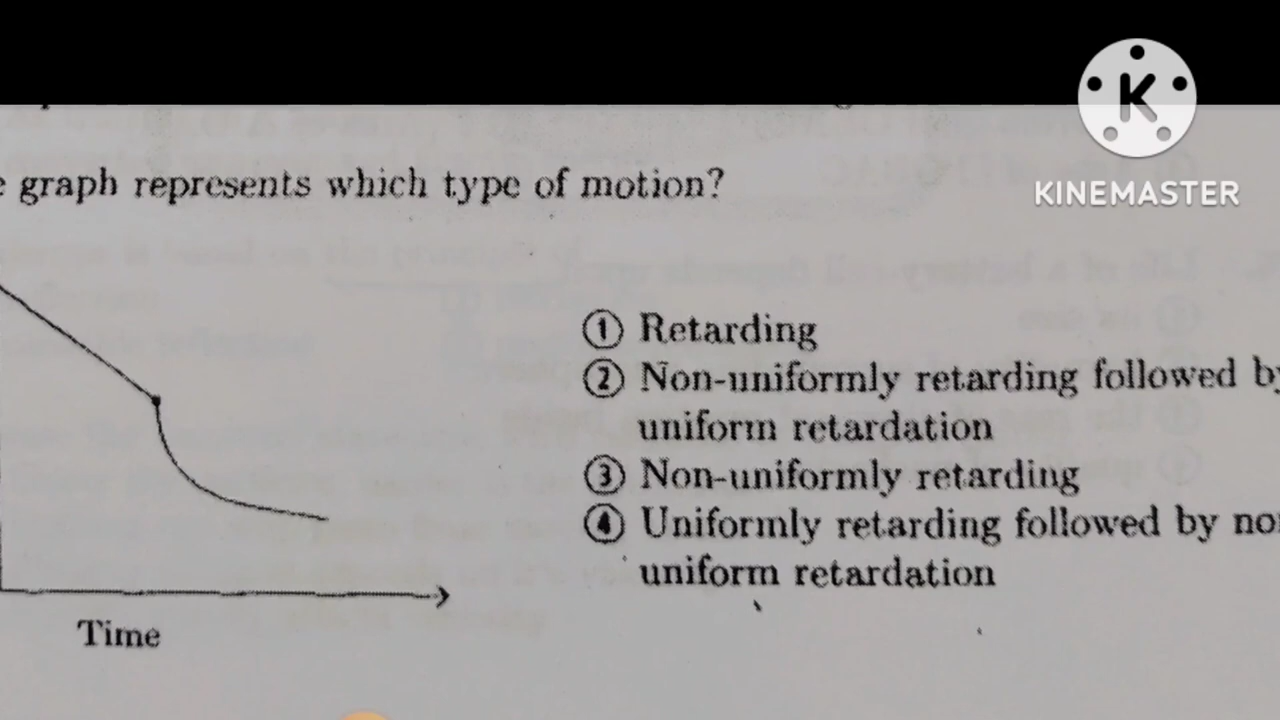 KINEMASTER
graph represents which type of motion?
① Retarding
② Non-uniformly retarding followed by
uniform retardation
③ Non-uniformly retarding
④ Uniformly retarding followed by
uniform retardation
Time